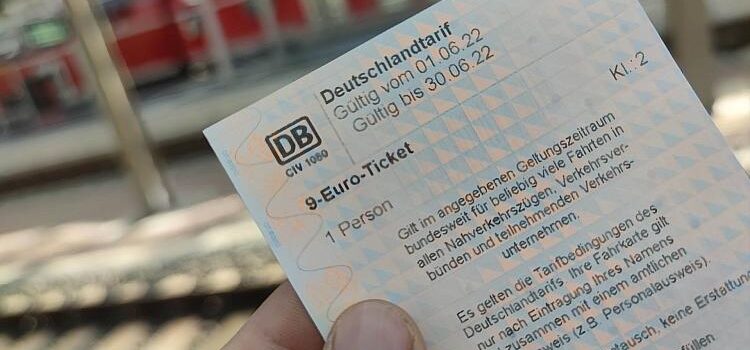 Deutschlandtarif
Gültig vom 01.06.22
Gültig bis 30.06.22
Kl.: 2
DB
CIV 1080
9-Euro-Ticket
1 Person
Gilt im angegebenen Geltungszeitraum
bundesweit für beliebig viele Fahrten in
allen Nahverkehrszügen, Verkehrsver-
bünden und teilnehmenden Verkehrs-
unternehmen.
Es gelten die Tarifbedingungen des
Deutschlandtarifs. Ihre Fahrkarte gilt
nur nach Eintragung Ihres Namens
zusammen mit einem amtlichen
(z B. Personalausweis).
keine Erstattung